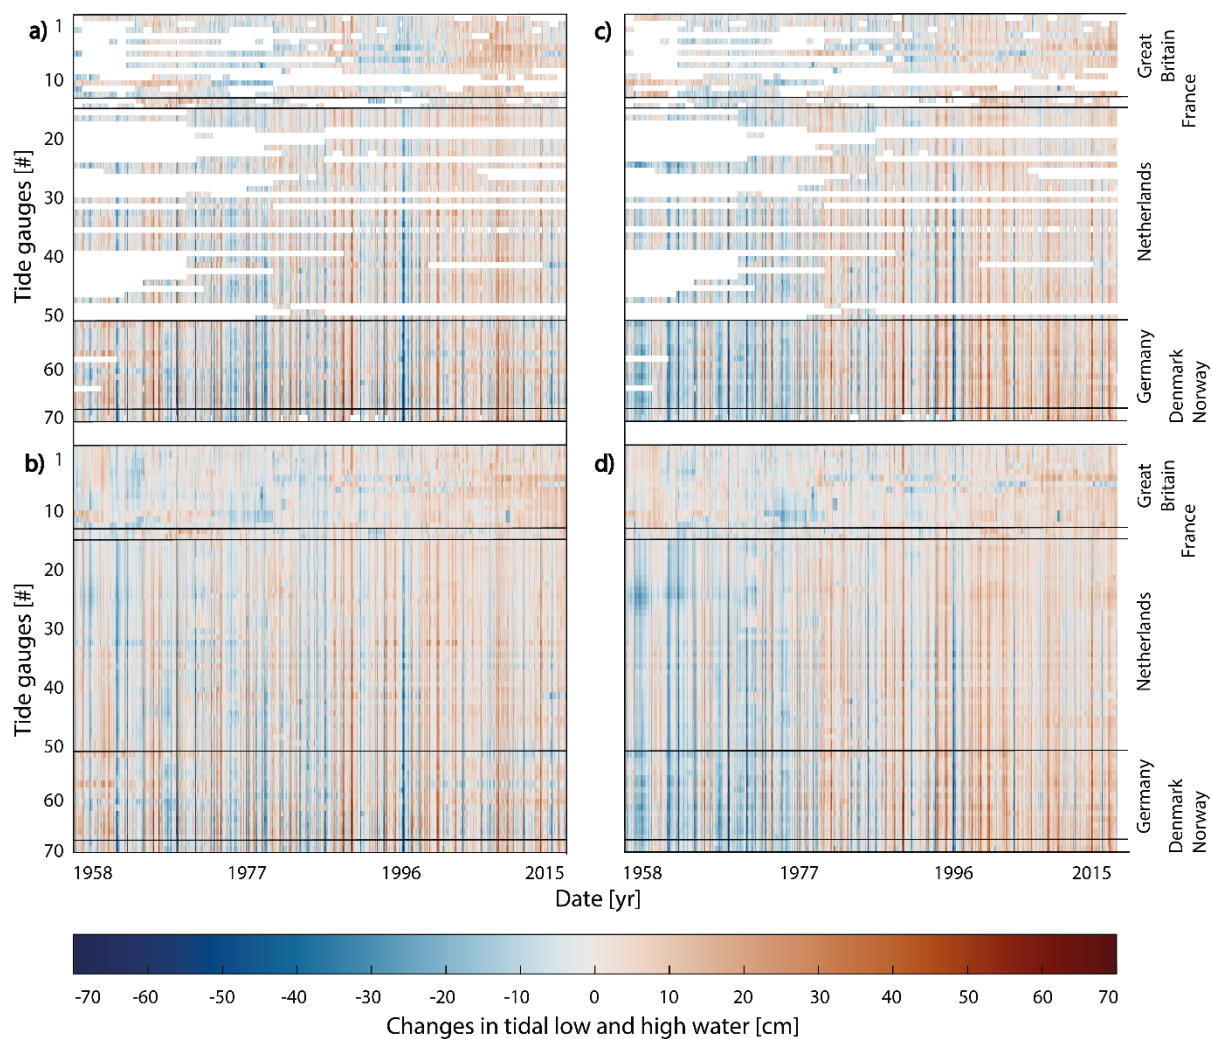 a)
1
10
20
30
40
50
60
70
Tide gauges [#]
c)
Great
Britain
France
Netherlands
Germany
Denmark
Norway
b)
1
10
20
30
40
50
60
70
Tide gauges [#]
1958 1977 1996 2015
d)
Great
Britain
France
Netherlands
Germany
Denmark
Norway
1958 1977 1996 2015
Date [yr]
-70 -60 -50 -40 -30 -20 -10 0 10 20 30 40 50 60 70
Changes in tidal low and high water [cm]